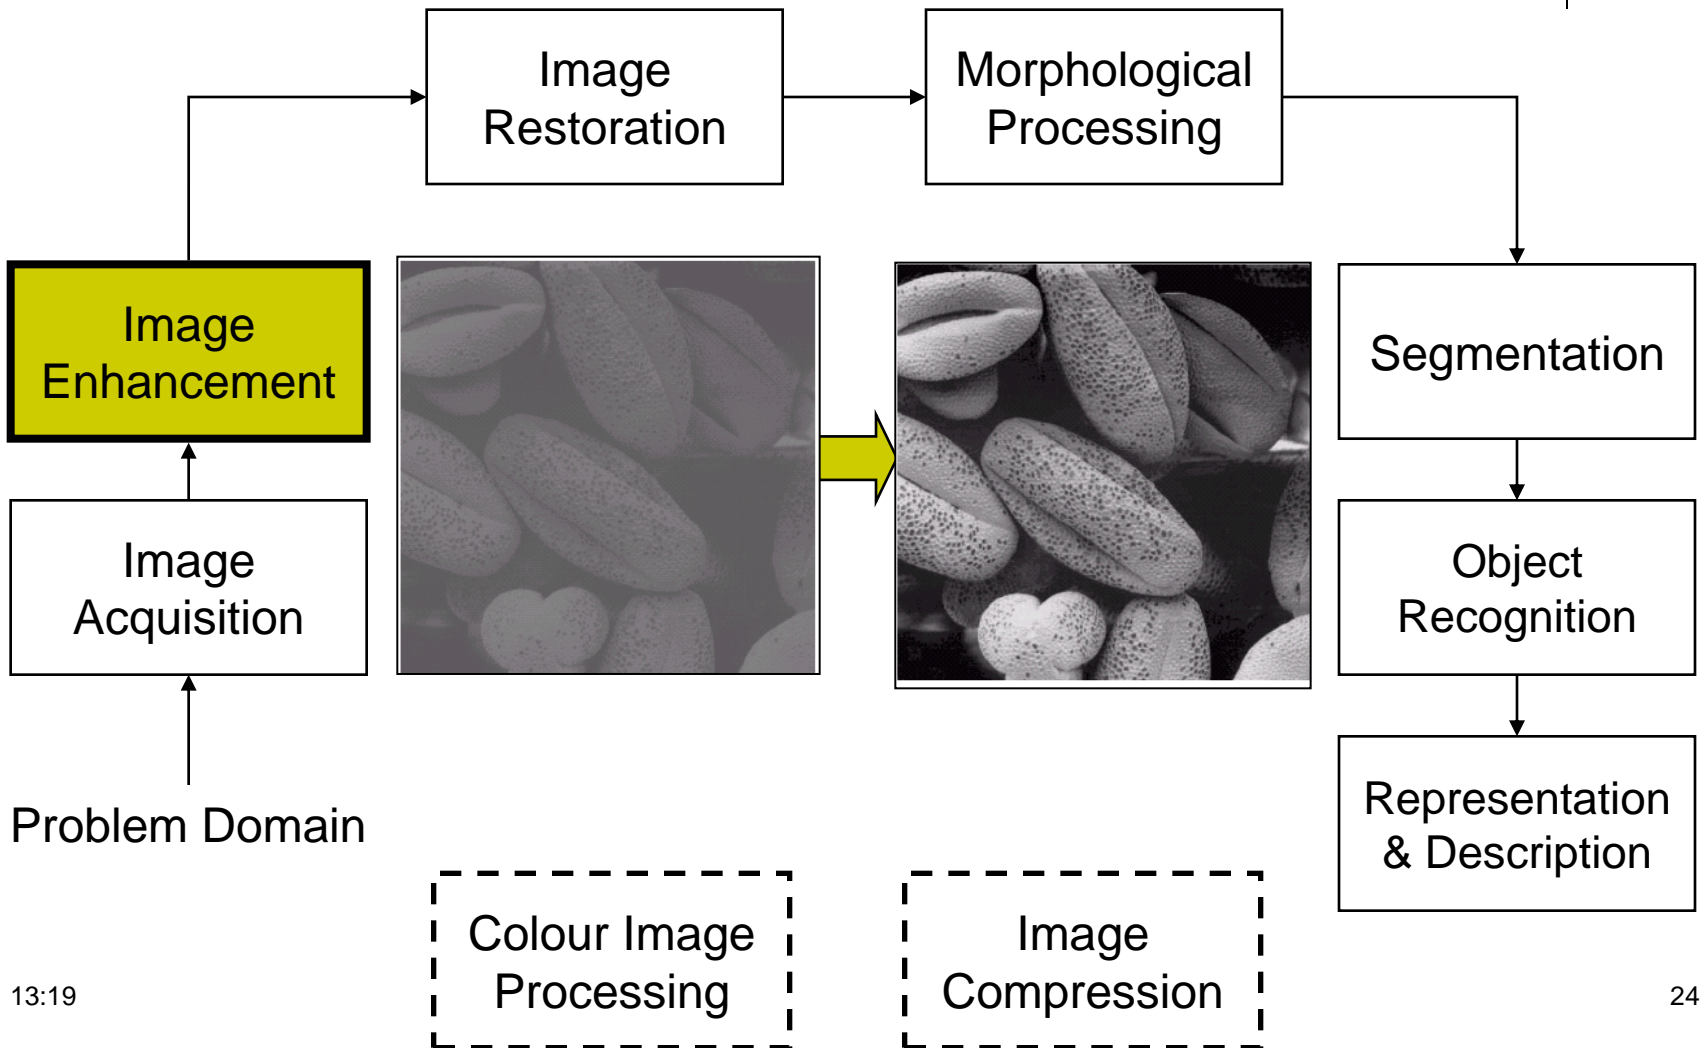 Image
Restoration
Morphological
Processing
Image
Enhancement
Segmentation
Image
Acquisition
Object
Recognition
Problem Domain
Representation
& Description
Colour Image
Processing
Image
Compression
13:19
24